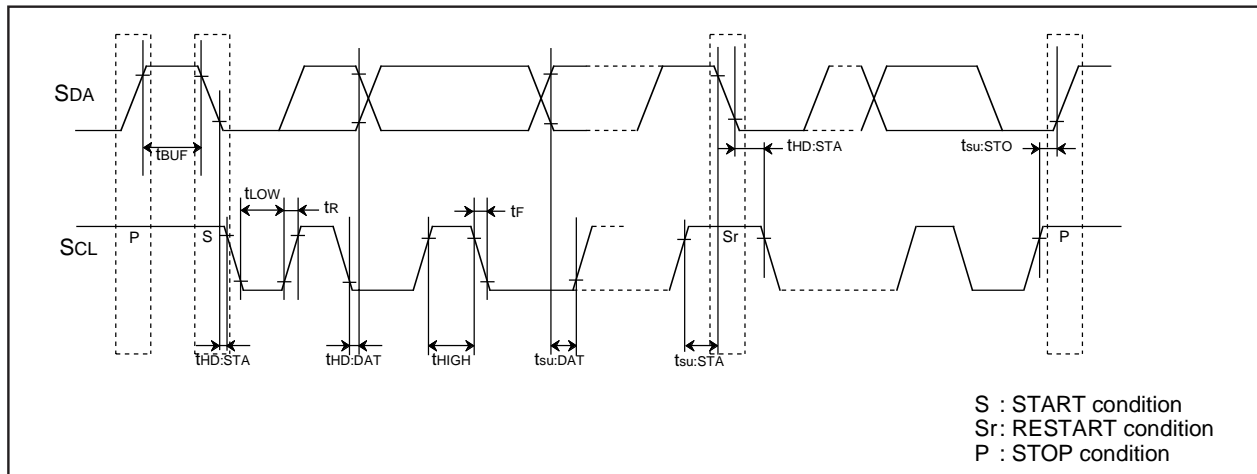 SDA
tBUF
tHD:STA
tsu:STO
tLOW
tR
tF
SCL
P
S
Sr
P
tHD:STA
tHD:DAT
tHIGH
tsu:DAT
tsu:STA
S : START condition
Sr: RESTART condition
P : STOP condition